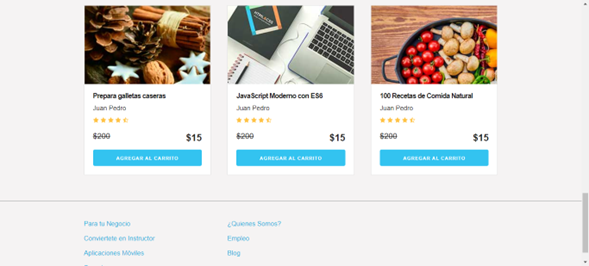 Prepara galletas caseras
Juan Pedro
$200 $15
AGREGAR AL CARRITO
JavaScript Moderno con ES6
Juan Pedro
$200 $15
AGREGAR AL CARRITO
100 Recetas de Comida Natural
Juan Pedro
$200 $15
AGREGAR AL CARRITO
Para tu Negocio
Conviertete en Instructor
Aplicaciones Móviles
¿Quienes Somos?
Empleo
Blog